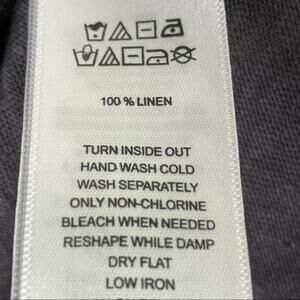 100 % LINEN
TURN INSIDE OUT
HAND WASH COLD
WASH SEPARATELY
ONLY NON-CHLORINE
BLEACH WHEN NEEDED
RESHAPE WHILE DAMP
DRY FLAT
LOW IRON